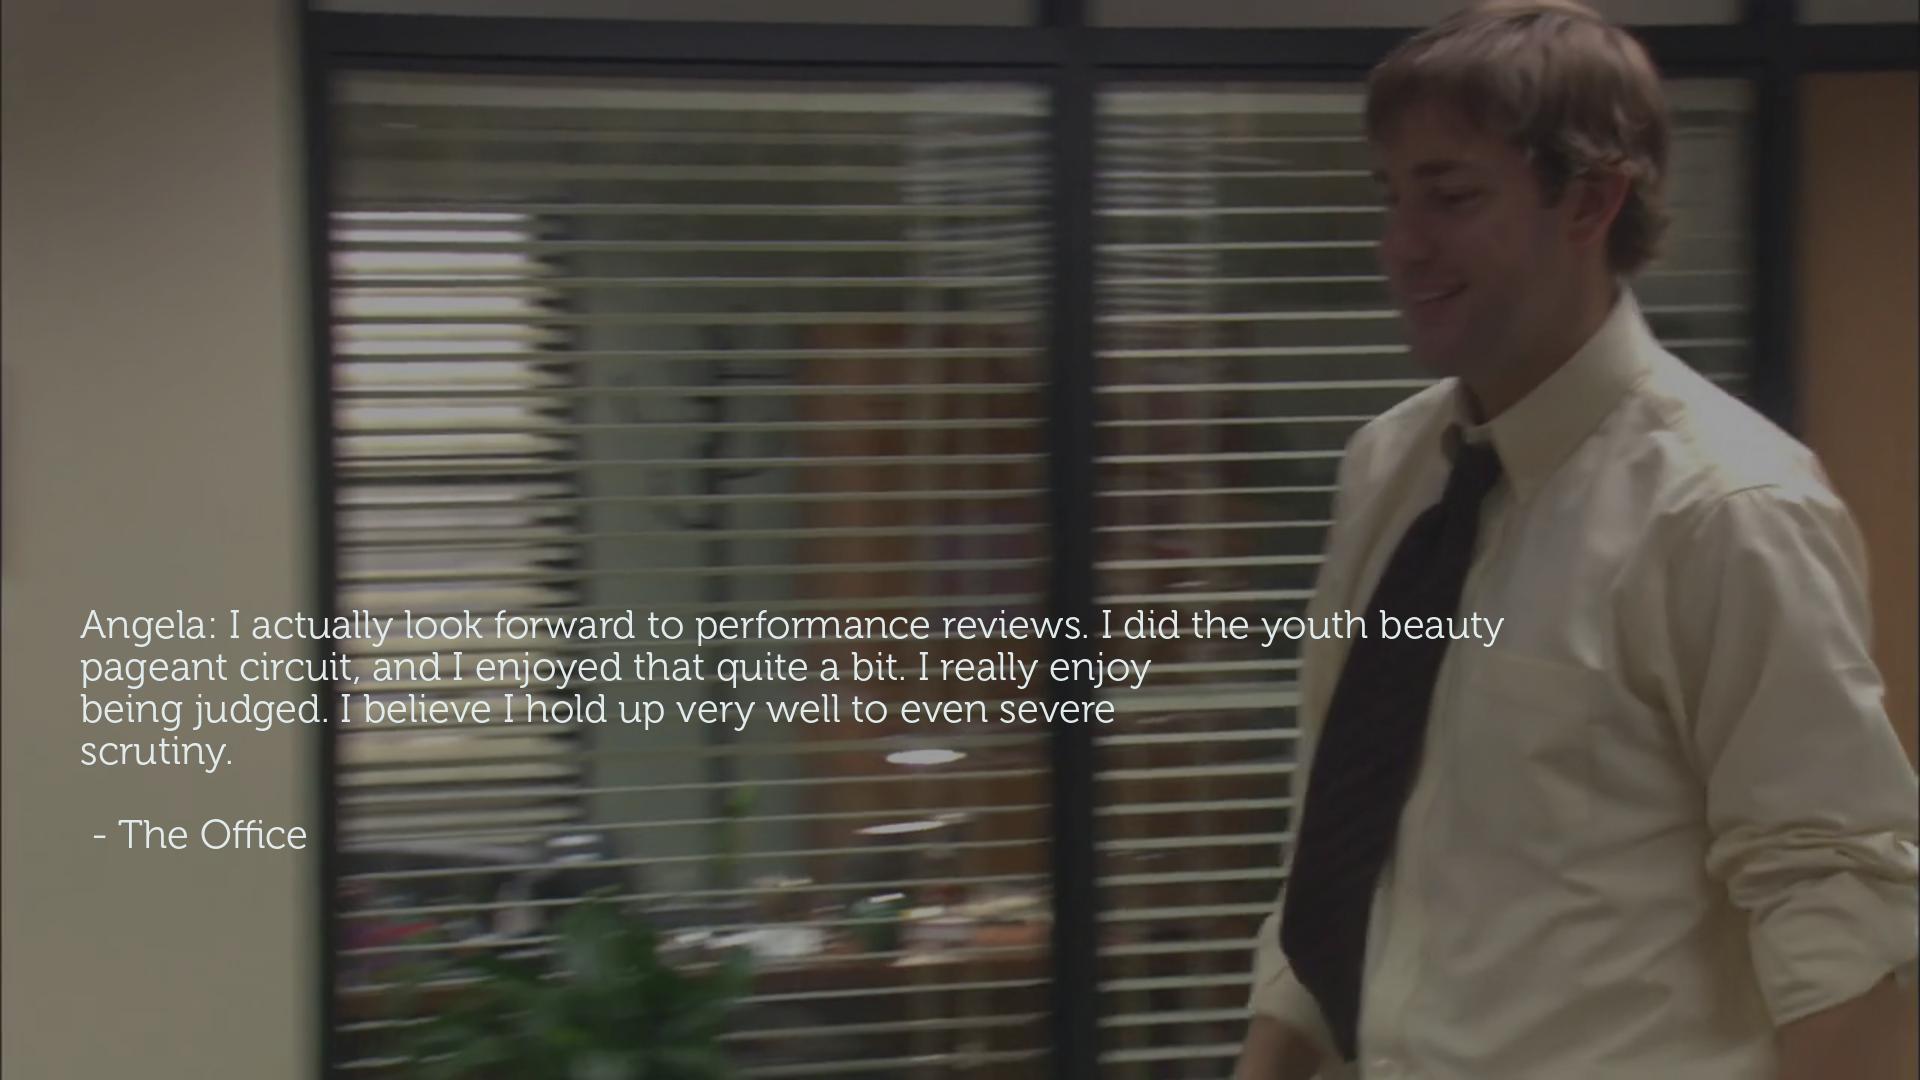 Angela: I actually look forward to performance reviews. I did the youth beauty
pageant circuit, and I enjoyed that quite a bit. I really enjoy
being judged. I believe I hold up very well to even severe
scrutiny.
- The Office